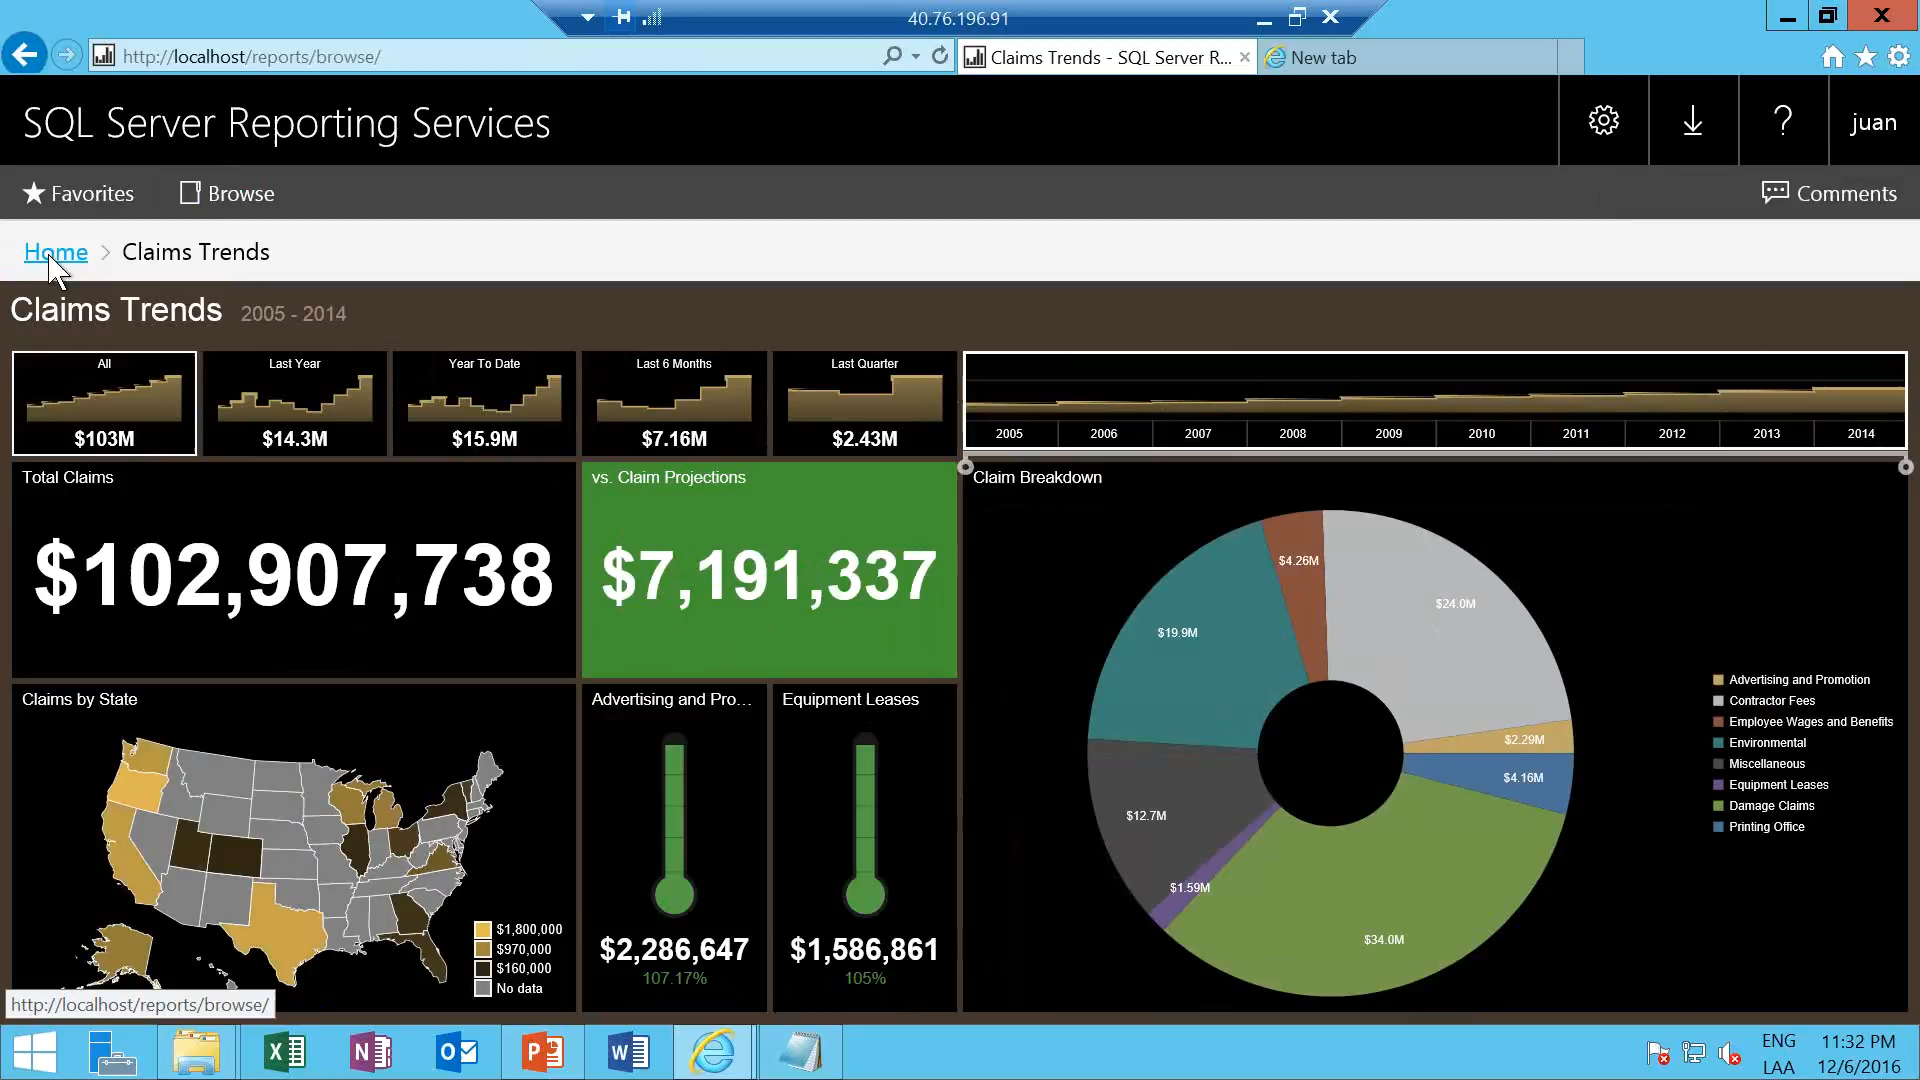 40.76.196.91
http://localhost/reports/browse/
Claims Trends - SQL Server R...
New tab
SQL Server Reporting Services
?
juan
Favorites
Browse
Comments
Home > Claims Trends
Claims Trends 2005 - 2014
All
$103M
Last Year
$14.3M
Year To Date
$15.9M
Last 6 Months
$7.16M
Last Quarter
$2.43M
2005 2006 2007 2008 2009 2010 2011 2012 2013 2014
Total Claims
$102,907,738
vs. Claim Projections
$7,191,337
Claim Breakdown
$4.26M
$24.0M
$19.9M
$2.29M
$4.16M
$12.7M
$1.59M
$34.0M
Advertising and Promotion
Contractor Fees
Employee Wages and Benefits
Environmental
Miscellaneous
Equipment Leases
Damage Claims
Printing Office
Claims by State
$1,800,000
$970,000
$160,000
No data
Advertising and Pro...
$2,286,647
107.17%
Equipment Leases
$1,586,861
105%
http://localhost/reports/browse/
ENG
LAA
11:32 PM
12/6/2016